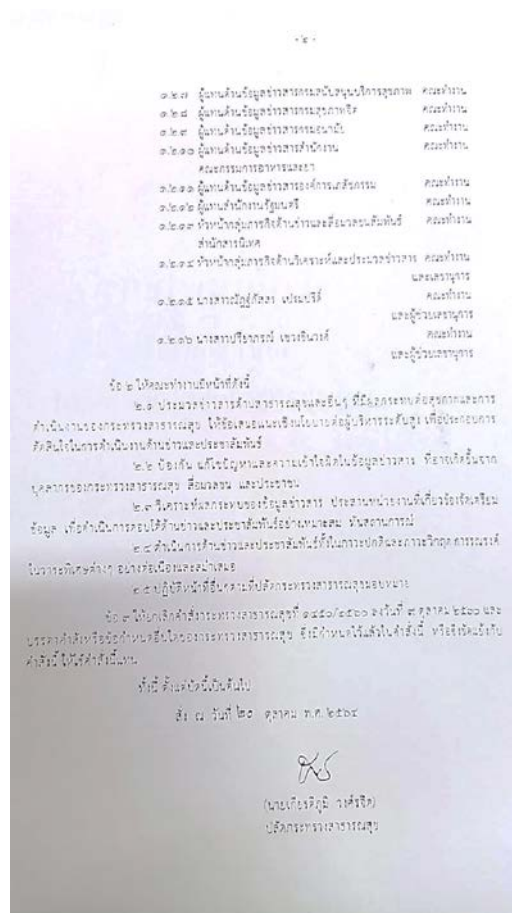 - ๒ -
๑.๒.๗ ผู้แทนด้านข้อมูลข่าวสารกรมสนับสนุนบริการสุขภาพ คณะทำงาน
๑.๒.๘ ผู้แทนด้านข้อมูลข่าวสารกรมสุขภาพจิต คณะทำงาน
๑.๒.๙ ผู้แทนด้านข้อมูลข่าวสารกรมอนามัย คณะทำงาน
๑.๒.๑๐ ผู้แทนด้านข้อมูลข่าวสารสำนักงาน คณะทำงาน
คณะกรรมการอาหารและยา
๑.๒.๑๑ ผู้แทนด้านข้อมูลข่าวสารองค์การเภสัชกรรม คณะทำงาน
๑.๒.๑๒ ผู้แทนสำนักงานรัฐมนตรี คณะทำงาน
๑.๒.๑๓ หัวหน้ากลุ่มภารกิจด้านข่าวและสื่อมวลชนสัมพันธ์ คณะทำงาน
สำนักสารนิเทศ
๑.๒.๑๔ หัวหน้ากลุ่มภารกิจด้านวิเคราะห์และประมวลข่าวสาร คณะทำงาน
และเลขานุการ
๑.๒.๑๕ นางสาวณัฏฐ์ภัสสร คณะทำงาน
และผู้ช่วยเลขานุการ
๑.๒.๑๖ นางสาวปรียาภรณ์ คณะทำงาน
และผู้ช่วยเลขานุการ
ข้อ ๒ ให้คณะทำงานมีหน้าที่ดังนี้
๒.๑ ประมวลข่าวสารด้านสาธารณสุขและอื่นๆ ที่มีผลกระทบต่อสุขภาพและการ
ดำเนินงานของกระทรวงสาธารณสุข ให้ข้อเสนอแนะเชิงนโยบายต่อผู้บริหารระดับสูง เพื่อประกอบการ
ตัดสินใจในการดำเนินงานด้านข่าวและประชาสัมพันธ์
๒.๒ ป้องกัน แก้ไขปัญหาและความเข้าใจผิดในข้อมูลข่าวสาร ที่อาจเกิดขึ้นจาก
บุคลากรของกระทรวงสาธารณสุข สื่อมวลชน และประชาชน
๒.๓ วิเคราะห์ผลกระทบของข้อมูลข่าวสาร ประสานหน่วยงานที่เกี่ยวข้องจัดเตรียม
ข้อมูล เพื่อดำเนินการตอบโต้ด้านข่าวและประชาสัมพันธ์อย่างเหมาะสม ทันสถานการณ์
๒.๔ ดำเนินการด้านข่าวและประชาสัมพันธ์ทั้งในภาวะปกติและภาวะวิกฤต การรณรงค์
ในวาระพิเศษต่างๆ อย่างต่อเนื่องและสม่ำเสมอ
๒.๕ ปฏิบัติหน้าที่อื่นๆตามที่ปลัดกระทรวงสาธารณสุขมอบหมาย
ข้อ ๓ ให้ยกเลิกคำสั่งกระทรวงสาธารณสุขที่ ๑๔๕๐/๒๕๖๐ ลงวันที่ ๙ ตุลาคม ๒๕๖๐ และ
บรรดาคำสั่งหรือข้อกำหนดอื่นใดของกระทรวงสาธารณสุข ซึ่งมีกำหนดไว้แล้วในคำสั่งนี้ หรือซึ่งขัดแย้งกับ
คำสั่งนี้ ให้ใช้คำสั่งนี้แทน
ทั้งนี้ ตั้งแต่บัดนี้เป็นต้นไป
สั่ง ณ วันที่ ๒๐ ตุลาคม พ.ศ. ๒๕๖๔
(นายเกียรติภูมิ วงศ์รจิต)
ปลัดกระทรวงสาธารณสุข